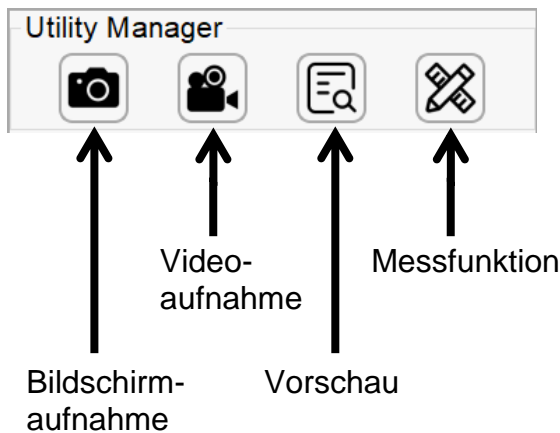 Utility Manager
Video-
aufnahme
Messfunktion
Bildschirm-
aufnahme
Vorschau